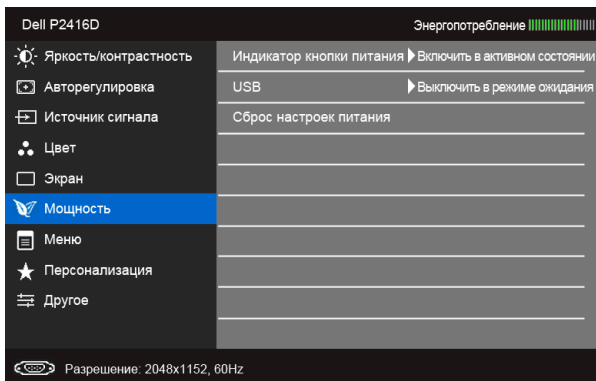 Dell P2416D
Энергопотребление
Яркость/контрастность
Индикатор кнопки питания
Включить в активном состоянии
Авторегулировка
USB
Выключить в режиме ожидания
Источник сигнала
Сброс настроек питания
Цвет
Экран
Мощность
Меню
Персонализация
Другое
Разрешение: 2048x1152, 60Hz